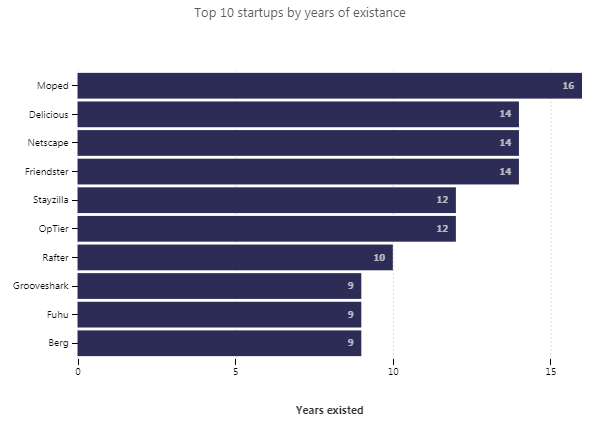 Top 10 startups by years of existance
Moped 16
Delicious 14
Netscape 14
Friendster 14
Stayzilla 12
OpTier 12
Rafter 10
Grooveshark 9
Fuhu 9
Berg 9
0 5 10 15
Years existed